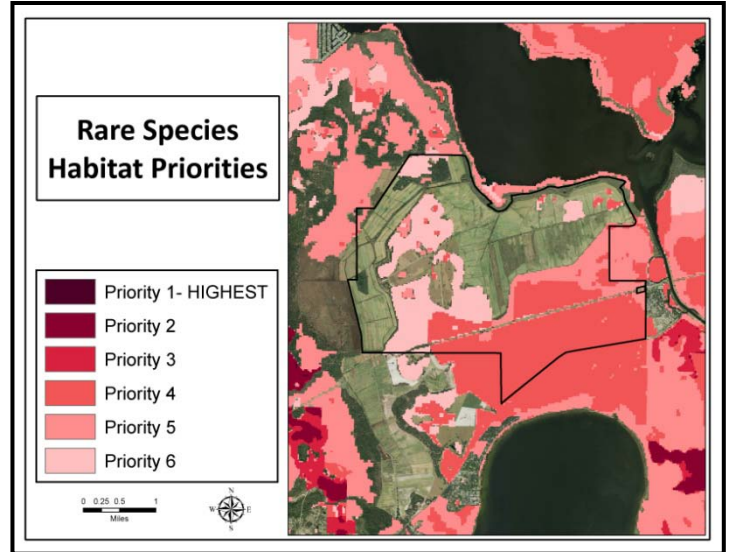 Rare Species
Habitat Priorities
Priority 1- HIGHEST
Priority 2
Priority 3
Priority 4
Priority 5
Priority 6
0 0.25 0.5 1
Miles
N
W E
S